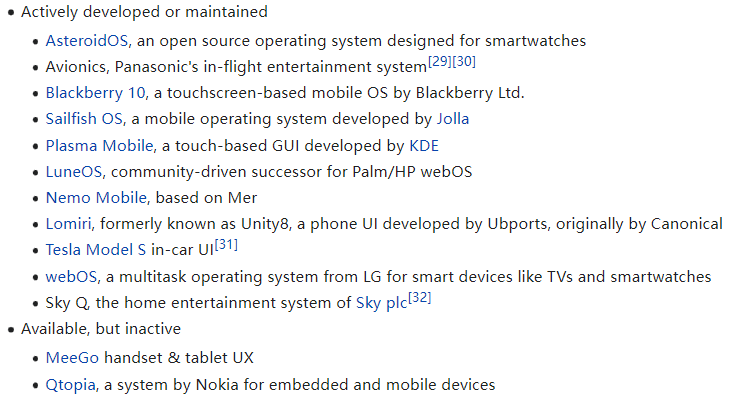 Actively developed or maintained
AsteroidOS, an open source operating system designed for smartwatches
Avionics, Panasonic's in-flight entertainment system[29][30]
Blackberry 10, a touchscreen-based mobile OS by Blackberry Ltd.
Sailfish OS, a mobile operating system developed by Jolla
Plasma Mobile, a touch-based GUI developed by KDE
LuneOS, community-driven successor for Palm/HP webOS
Nemo Mobile, based on Mer
Lomiri, formerly known as Unity8, a phone UI developed by Ubports, originally by Canonical
Tesla Model S in-car UI[31]
webOS, a multitask operating system from LG for smart devices like TVs and smartwatches
Sky Q, the home entertainment system of Sky plc[32]
Available, but inactive
MeeGo handset & tablet UX
Qtopia, a system by Nokia for embedded and mobile devices